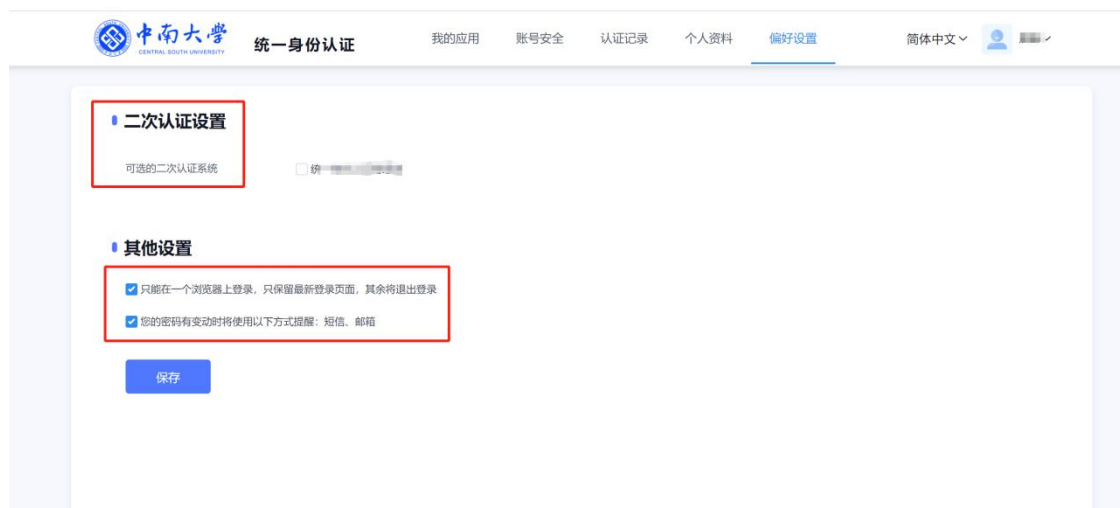 中南大学
CENTRAL SOUTH UNIVERSITY
统一身份认证
我的应用 账号安全 认证记录 个人资料 偏好设置 简体中文
二次认证设置
可选的二次认证系统 统一
其他设置
只能在一个浏览器上登录，只保留最新登录页面，其余将退出登录
您的密码有变动时将使用以下方式提醒：短信、邮箱
保存